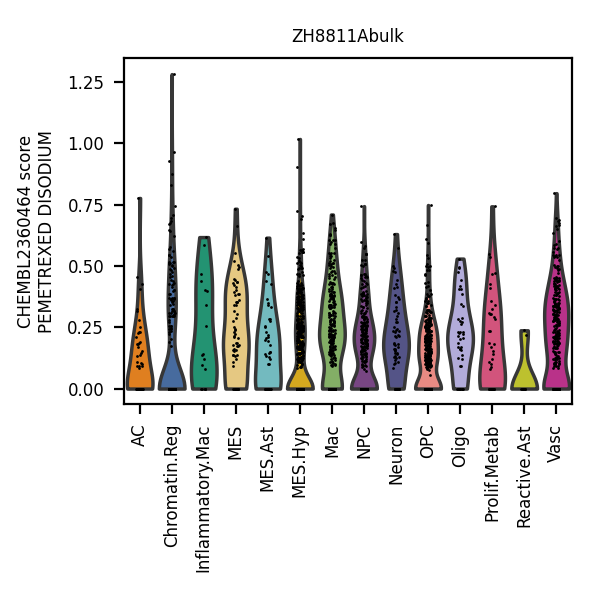 ZH8811Abulk
CHEMBL2360464 score
PEMETREXED DISODIUM
1.25
1.00
0.75
0.50
0.25
0.00
AC
Chromatin.Reg
Inflammatory.Mac
MES
MES.Ast
MES.Hyp
Mac
NPC
Neuron
OPC
Oligo
Prolif.Metab
Reactive.Ast
Vasc